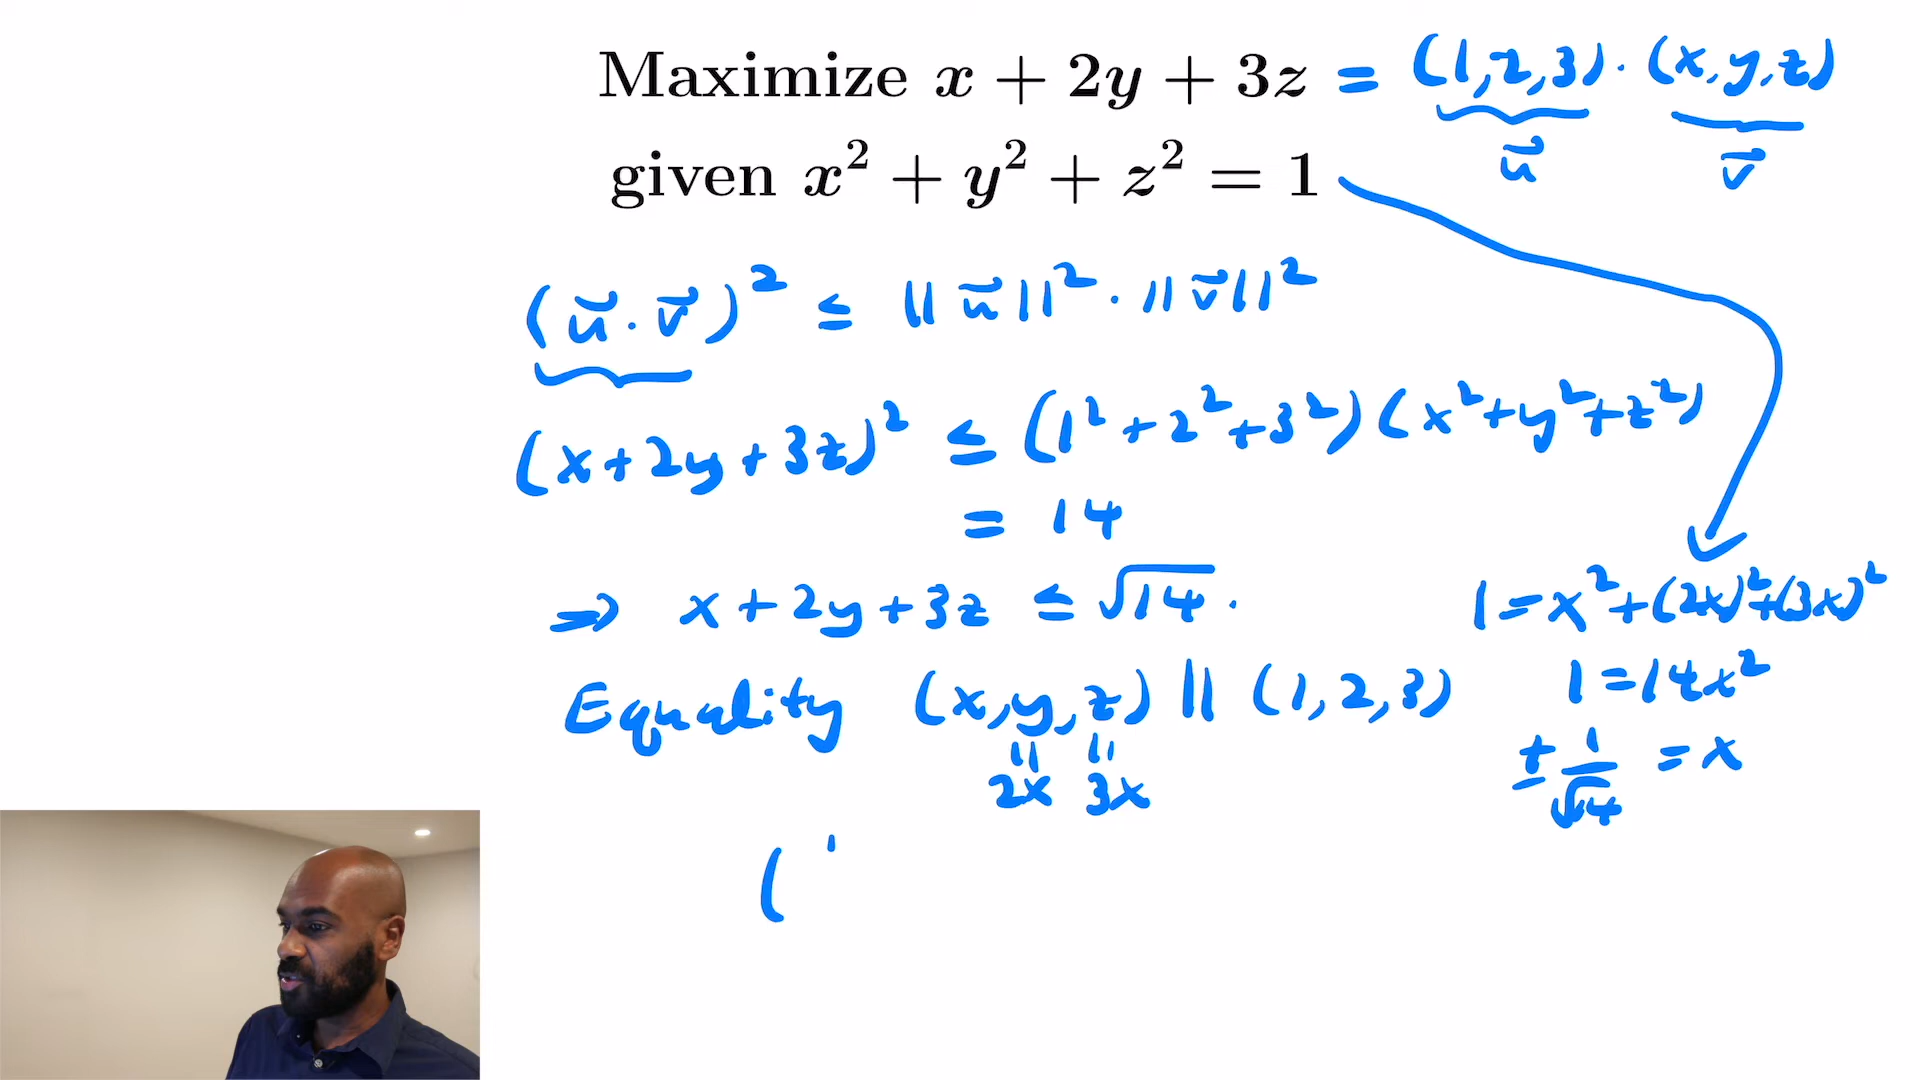 Maximize x + 2y + 3z = (1,2,3) · (x,y,z)
given x² + y² + z² = 1
u⃗ v⃗
(u⃗ · v⃗)² ≤ ||u⃗||² · ||v⃗||²
(x+2y+3z)² ≤ (1²+2²+3²)(x²+y²+z²)
= 14
⇒ x+2y+3z ≤ √14.
Equality (x,y,z) || (1,2,3)
|| ||
2x 3x
(
1=x²+(2x)²+(3x)²
1=14x²
± 1/√14 = x